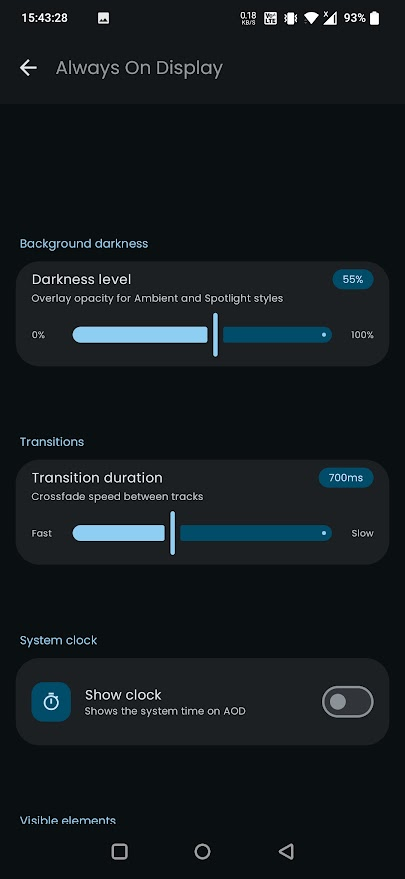 15:43:28
0.18
KB/S
Vo
LTE
x
93%
Always On Display
Background darkness
Darkness level
55%
Overlay opacity for Ambient and Spotlight styles
0%
100%
Transitions
Transition duration
700ms
Crossfade speed between tracks
Fast
Slow
System clock
Show clock
Shows the system time on AOD
Visible elements